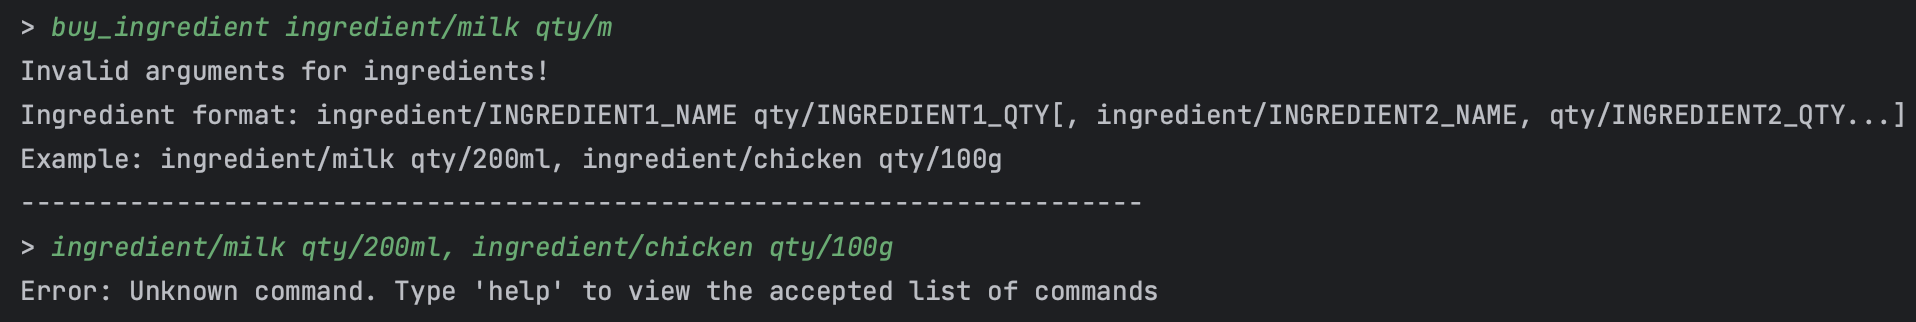 > buy_ingredient ingredient/milk qty/m
Invalid arguments for ingredients!
Ingredient format: ingredient/INGREDIENT1_NAME qty/INGREDIENT1_QTY[, ingredient/INGREDIENT2_NAME, qty/INGREDIENT2_QTY...]
Example: ingredient/milk qty/200ml, ingredient/chicken qty/100g
------------------------------------------------------------------------
> ingredient/milk qty/200ml, ingredient/chicken qty/100g
Error: Unknown command. Type 'help' to view the accepted list of commands